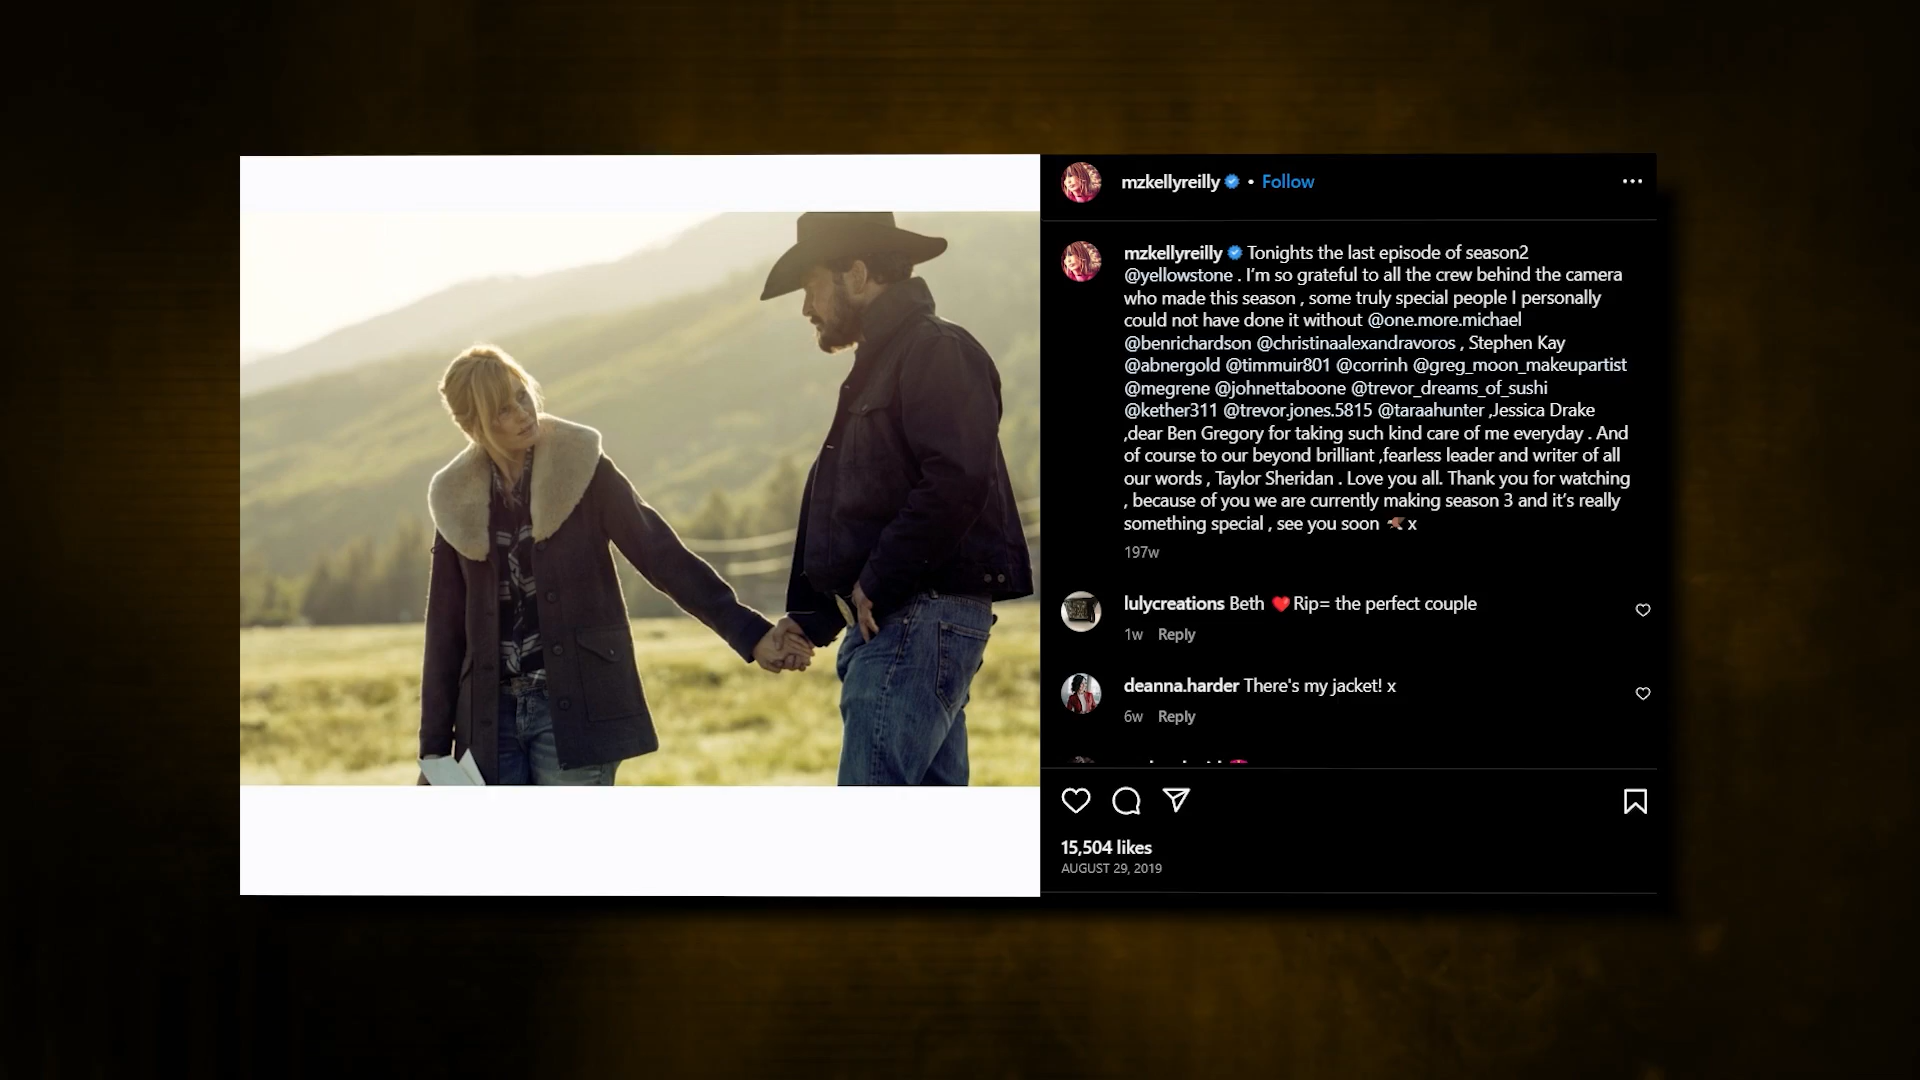 mzkellyreilly • Follow
mzkellyreilly Tonights the last episode of season2
@yellowstone . I'm so grateful to all the crew behind the camera
who made this season , some truly special people I personally
could not have done it without @one.more.michael
@benrichardson @christinaalexandravoros , Stephen Kay
@abnergold @timmuir801 @corrinh @greg_moon_makeupartist
@megrene @johnettaboone @trevor_dreams_of_sushi
@kether311 @trevor.jones.5815 @taraahunter ,Jessica Drake
,dear Ben Gregory for taking such kind care of me everyday . And
of course to our beyond brilliant ,fearless leader and writer of all
our words , Taylor Sheridan . Love you all. Thank you for watching
, because of you we are currently making season 3 and it's really
something special , see you soon x
197w
lulycreations Beth ❤️Rip= the perfect couple
1w Reply
deanna.harder There's my jacket! x
6w Reply
15,504 likes
AUGUST 29, 2019